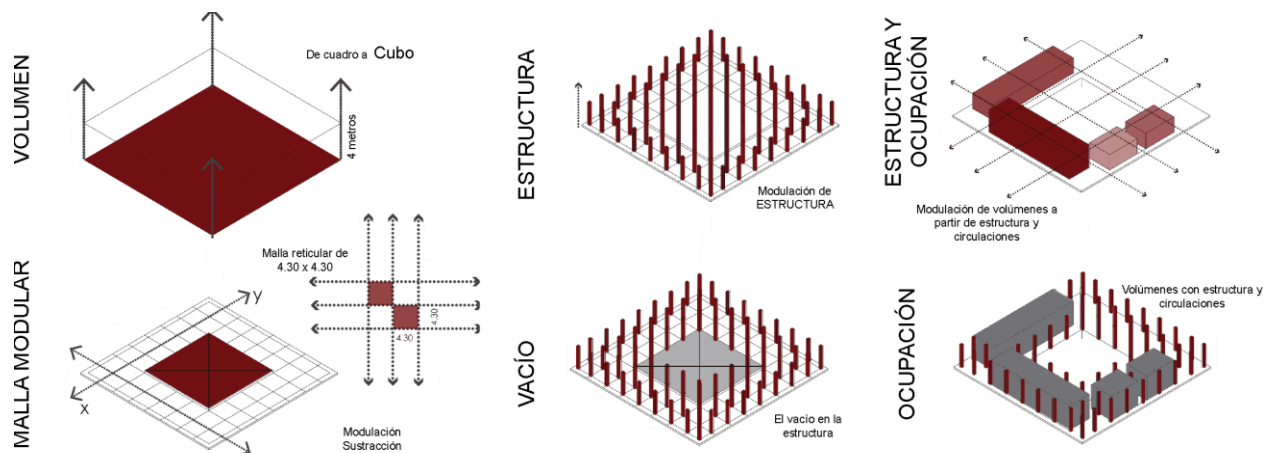 VOLUMEN
De cuadro a Cubo
4 metros
MALLA MODULAR
Malla reticular de
4.30 x 4.30
4.30
4.30
y
x
Modulación
Sustracción
ESTRUCTURA
Modulación de
ESTRUCTURA
VACÍO
El vacio en la
estructura
ESTRUCTURA Y
OCUPACIÓN
Modulación de volúmenes a
partir de estructura y
circulaciones
OCUPACIÓN
Volúmenes con estructura y
circulaciones